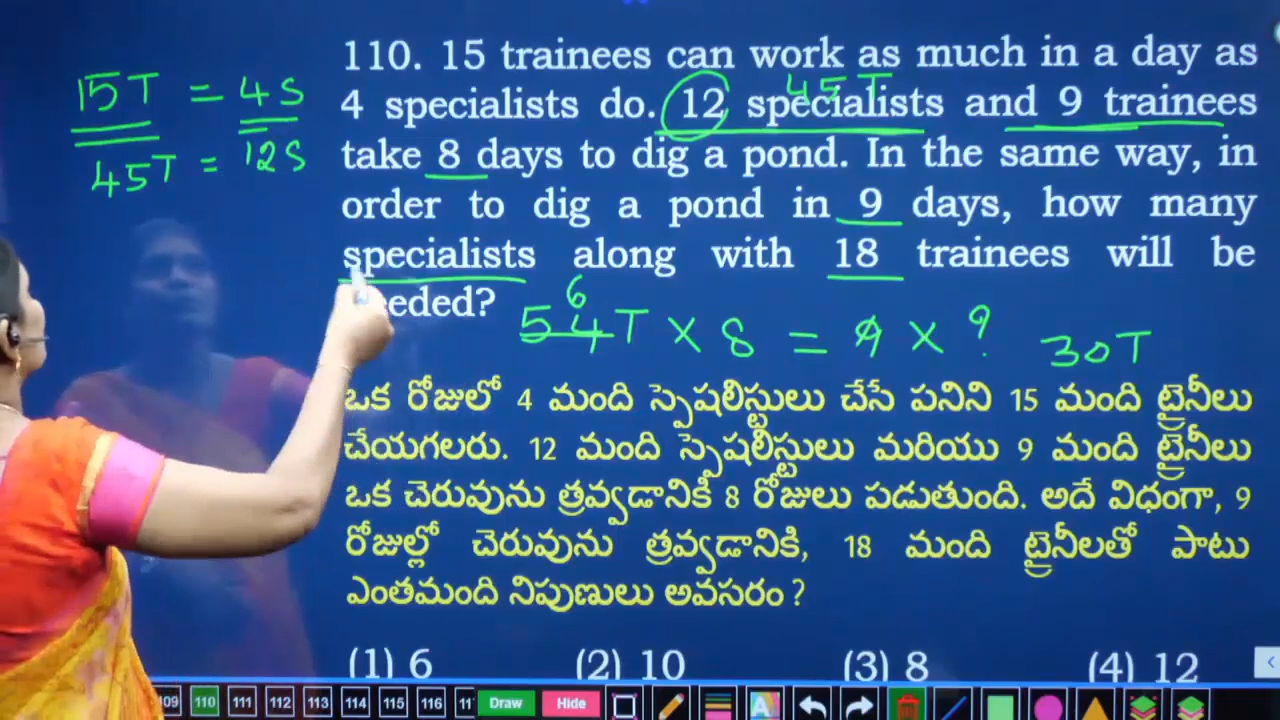 110. 15 trainees can work as much in a day as
4 specialists do. 12 specialists and 9 trainees
take 8 days to dig a pond. In the same way, in
order to dig a pond in 9 days, how many
specialists along with 18 trainees will be
eeded?
15T = 4S
45T = 12S
45T
6
54T × 8 = 9 × ?
30T
ఒక రోజులో 4 మంది స్పెషలిస్టులు చేసే పనిని 15 మంది ట్రైనీలు
చేయగలరు. 12 మంది స్పెషలిస్టులు మరియు 9 మంది ట్రైనీలు
ఒక చెరువును త్రవ్వడానికి 8 రోజులు పడుతుంది. అదే విధంగా, 9
రోజుల్లో చెరువును త్రవ్వడానికి, 18 మంది ట్రైనీలతో పాటు
ఎంతమంది నిపుణులు అవసరం ?
(1) 6 (2) 10 (3) 8 (4) 12
109 110 111 112 113 114 115 116 11 Draw Hide